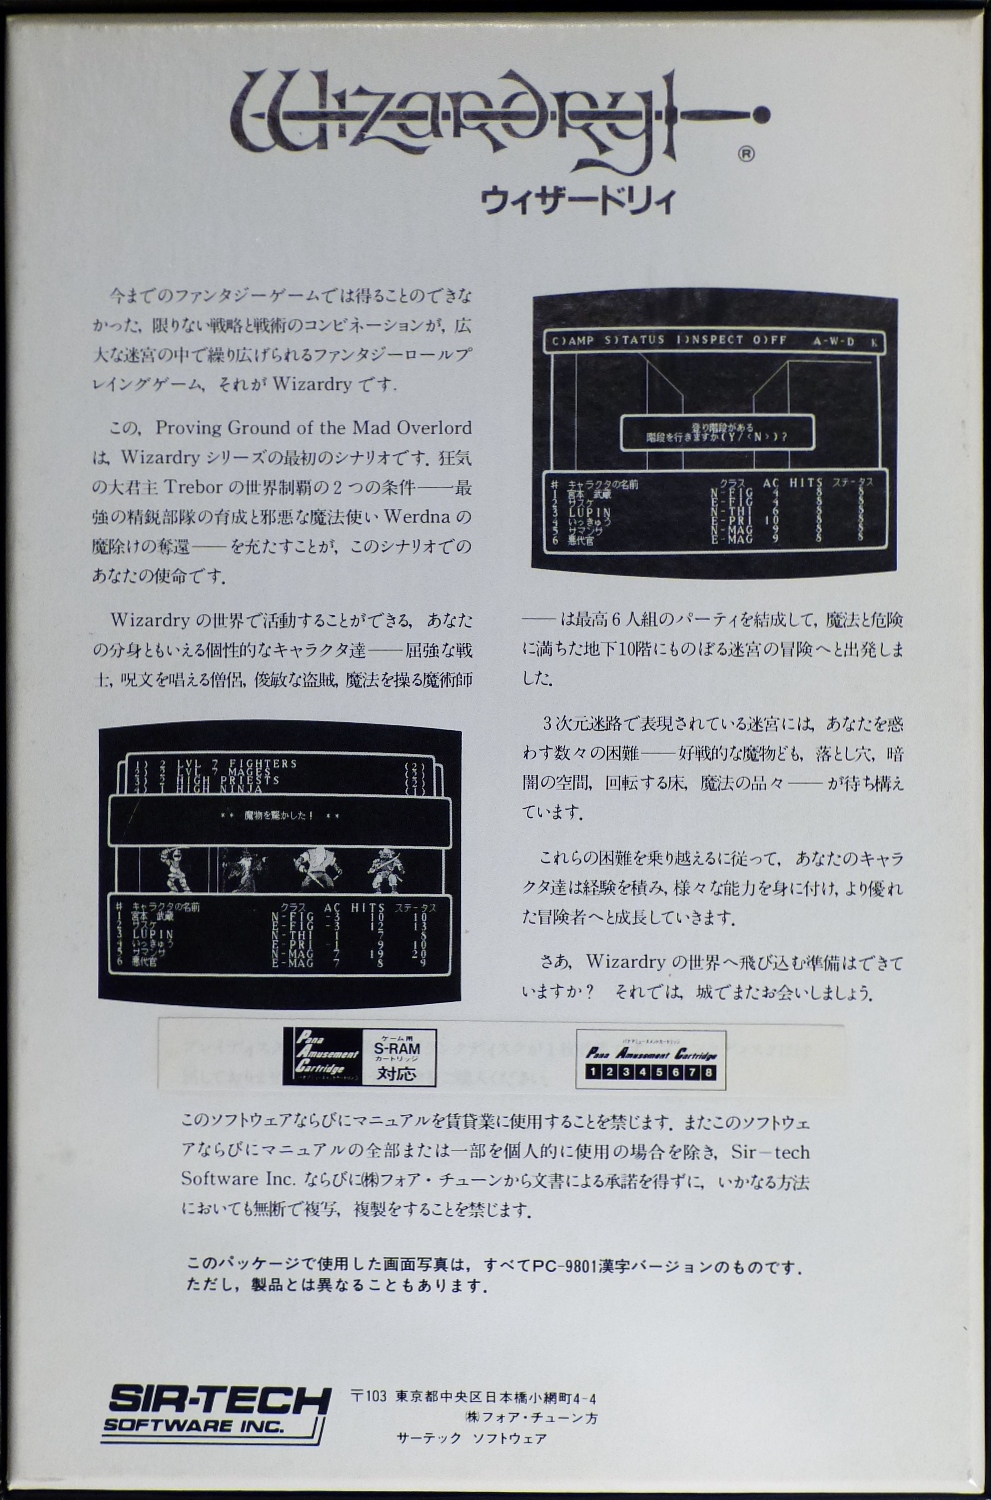 Wizardry
®
ウィザードリィ
今までのファンタジーゲームでは得ることのできな
かった，限りない戦略と戦術のコンビネーションが，広
大な迷宮の中で繰り広げられるファンタジーロールプ
レイングゲーム，それが Wizardry です．
この，Proving Ground of the Mad Overlord
は，Wizardry シリーズの最初のシナリオです．狂気
の大君主 Trebor の世界制覇の２つの条件——最
強の精鋭部隊の育成と邪悪な魔法使い Werdna の
魔除けの奪還——を充たすことが，このシナリオでの
あなたの使命です．
Wizardry の世界で活動することができる，あなた
の分身ともいえる個性的なキャラクタ達——屈強な戦
士，呪文を唱える僧侶，俊敏な盗賊，魔法を操る魔術師
C)AMP S)TATUS I)NSPECT O)FF A-W-D K
登り階段がある
階段を行きますか(Y/<N>)?
# キャラクタの名前 クラス AC HITS ステータス
1 宮本 武蔵 N-FIG 4 8 8
2 サスケ N-FIG 4 8 8
3 LUPIN N-THI 6 8 8
4 いっきゅう E-PRI 10 8 8
5 サマンサ N-MAG 9 8 8
6 悪代官 E-MAG 9 8 8
——は最高６人組のパーティを結成して，魔法と危険
に満ちた地下10階にものぼる迷宮の冒険へと出発しま
した．
３次元迷路で表現されている迷宮には，あなたを惑
わす数々の困難——好戦的な魔物ども，落とし穴，暗
闇の空間，回転する床，魔法の品々——が待ち構え
ています．
これらの困難を乗り越えるに従って，あなたのキャラ
クタ達は経験を積み，様々な能力を身に付け，より優れ
た冒険者へと成長していきます．
さあ，Wizardry の世界へ飛び込む準備はできて
いますか？ それでは，城でまたお会いしましょう．
1) 2 LVL 7 FIGHTERS (2)
2) 2 LVL 7 MAGES (2)
HIGH PRIESTS
HIGH NINJA
** 魔物を驚かした！ **
# キャラクタの名前 クラス AC HITS ステータス
1 宮本 武蔵 N-FIG -3 10 10
2 サスケ N-FIG -3 12 13
3 LUPIN N-THI 1 7 8
4 いっきゅう E-PRI -1 9 10
5 サマンサ N-MAG 7 19 20
6 悪代官 E-MAG 7 8 9
Pana Amusement Cartridge
ゲーム用
S-RAM
カートリッジ
対応
Pana Amusement Cartridge
1 2 3 4 5 6 7 8
このソフトウェアならびにマニュアルを賃貸業に使用することを禁じます．またこのソフトウェ
アならびにマニュアルの全部または一部を個人的に使用の場合を除き，Sir-tech
Software Inc. ならびに㈱フォア・チューンから文書による承諾を得ずに，いかなる方法
においても無断で複写，複製をすることを禁じます．
このパッケージで使用した画面写真は，すべてPC-9801漢字バージョンのものです．
ただし，製品とは異なることもあります．
SIR-TECH
SOFTWARE INC.
〒103 東京都中央区日本橋小網町4-4
㈱フォア・チューン方
サーテック ソフトウェア